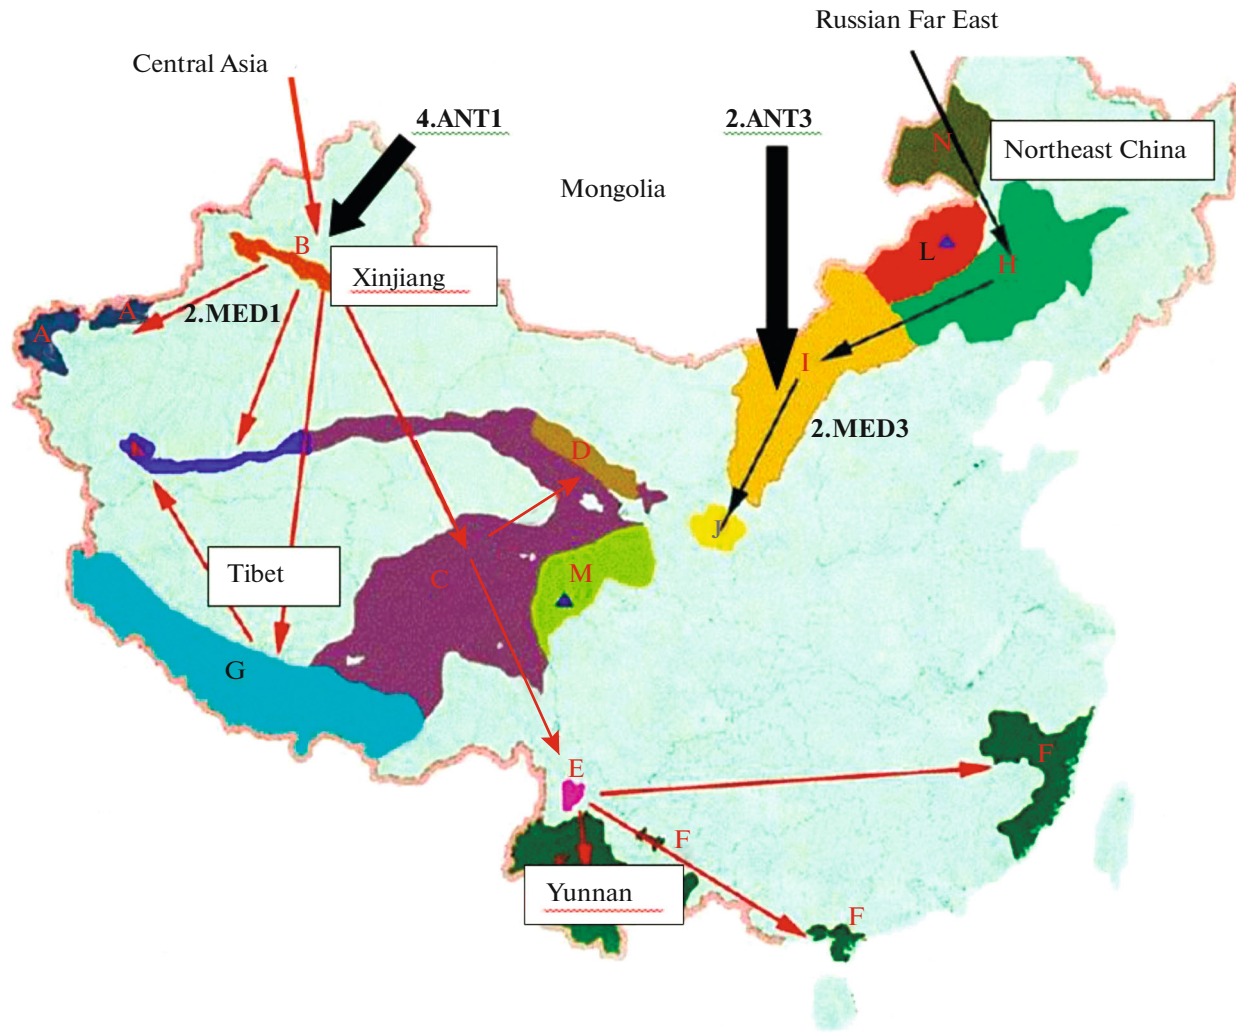 Russian Far East
Central Asia
4.ANT1
2.ANT3
Mongolia
N
Northeast China
B
L
H
Xinjiang
2.MED1
A
A
I
2.MED3
D
J
Tibet
C
M
G
E
F
F
Yunnan
F